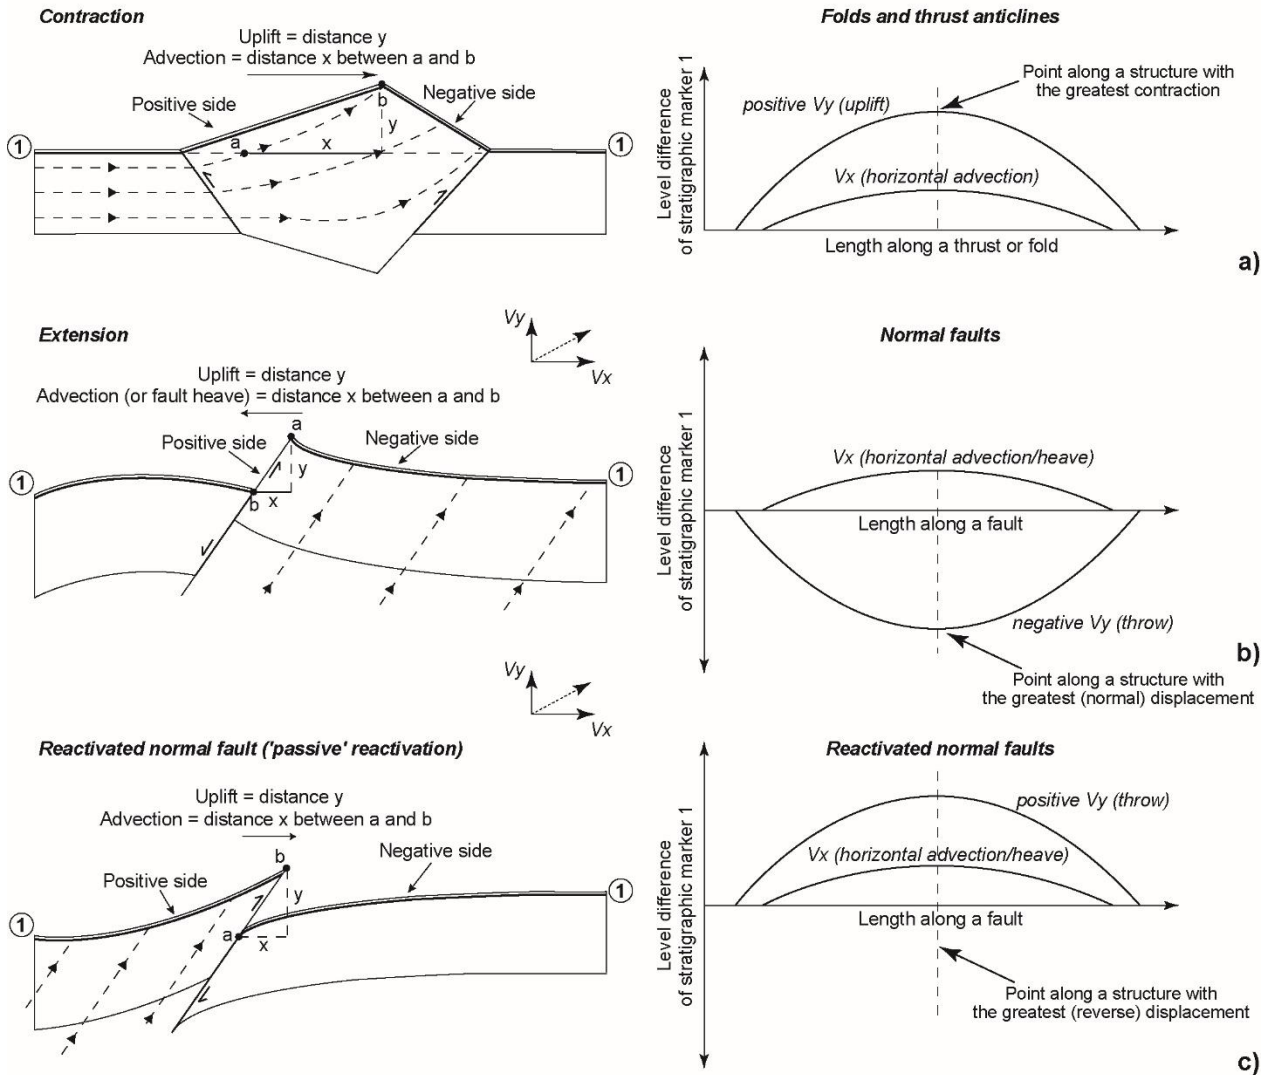 Contraction
Uplift = distance y
Advection = distance x between a and b
Positive side
Negative side
b
y
a
x
1
1
Folds and thrust anticlines
Level difference
of stratigraphic marker 1
Point along a structure with
the greatest contraction
positive Vy (uplift)
Vx (horizontal advection)
Length along a thrust or fold
a)
Extension
Vy
Vx
Uplift = distance y
Advection (or fault heave) = distance x between a and b
a
Positive side
Negative side
y
b
x
1
1
Normal faults
Level difference
of stratigraphic marker 1
Vx (horizontal advection/heave)
Length along a fault
negative Vy (throw)
Point along a structure with
the greatest (normal) displacement
b)
Vy
Vx
Reactivated normal fault ('passive' reactivation)
Uplift = distance y
Advection = distance x between a and b
b
Negative side
Positive side
y
a
x
1
1
Reactivated normal faults
Level difference
of stratigraphic marker 1
positive Vy (throw)
Vx (horizontal advection/heave)
Length along a fault
Point along a structure with
the greatest (reverse) displacement
c)